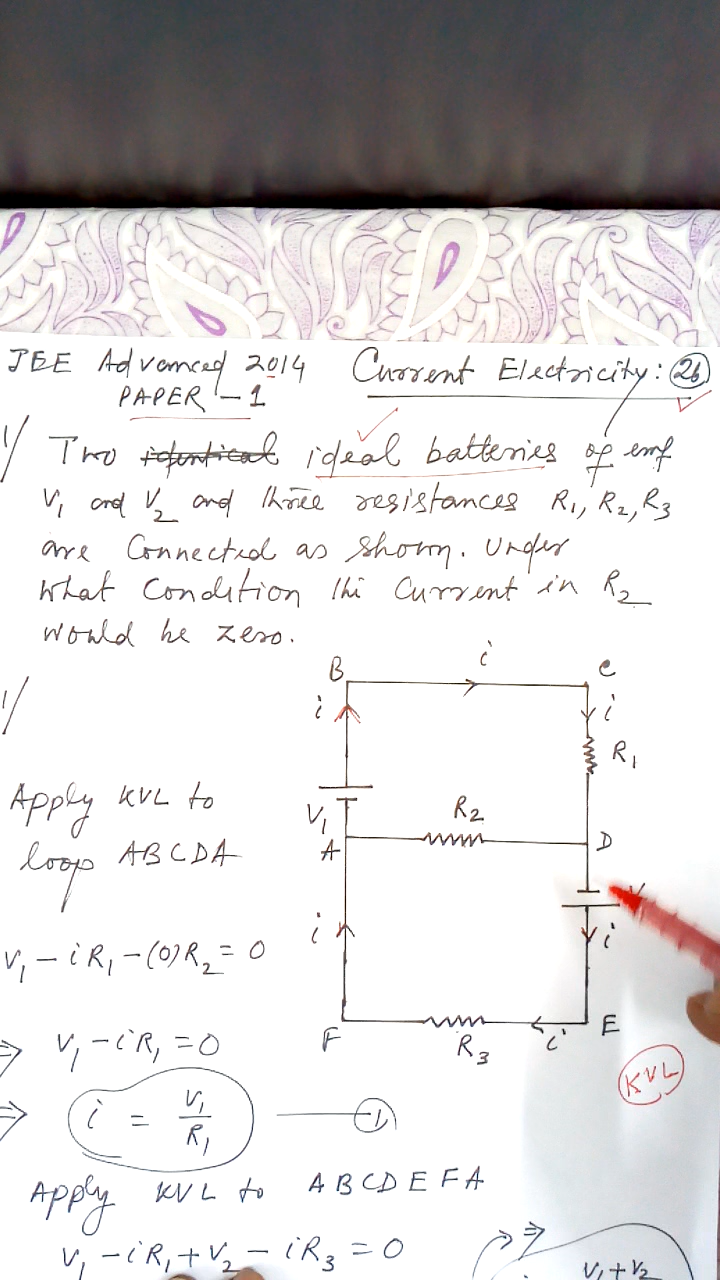 JEE Advanced 2014 Current Electricity: 26
PAPER - 1
1/ Two identical ideal batteries of emf
V₁ and V₂ and three resistances R₁, R₂, R₃
are Connected as shown. Under
what condition the Current in R₂
would be zero.
B i C
i i
R₁
Apply KVL to
loop ABCDA
V₁ R₂
A D
i i
V₁ - iR₁ - (0)R₂ = 0
F R₃ i E
⇒ V₁ - iR₁ = 0
KVL
⇒ i = V₁/R₁ — 1
Apply KVL to ABCDEFA
V₁ - iR₁ + V₂ - iR₃ = 0
⇒ V₁ + V₂